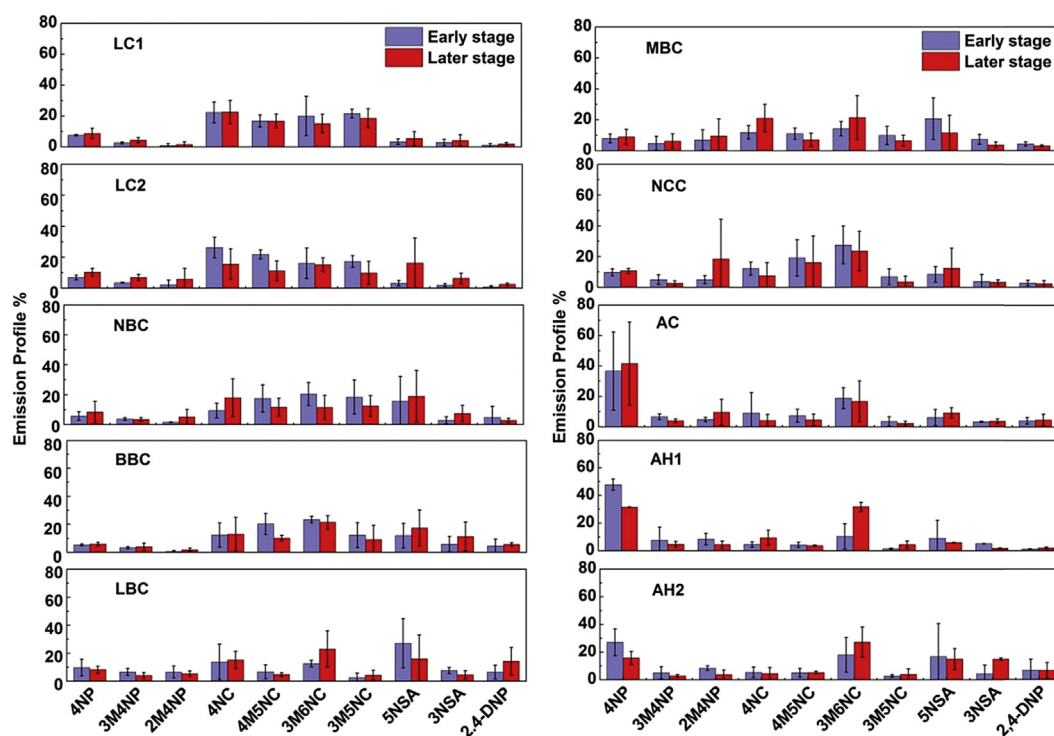 LC1
Early stage
Later stage
80
60
40
20
0
LC2
80
60
40
20
0
NBC
80
60
40
20
0
BBC
80
60
40
20
0
LBC
80
60
40
20
0
Emission Profile %
4NP
3M4NP
2M4NP
4NC
4M5NC
3M6NC
3M5NC
5NSA
3NSA
2,4-DNP
MBC
Early stage
Later stage
80
60
40
20
0
NCC
80
60
40
20
0
AC
80
60
40
20
0
AH1
80
60
40
20
0
AH2
80
60
40
20
0
Emission Profile %
4NP
3M4NP
2M4NP
4NC
4M5NC
3M6NC
3M5NC
5NSA
3NSA
2,4-DNP